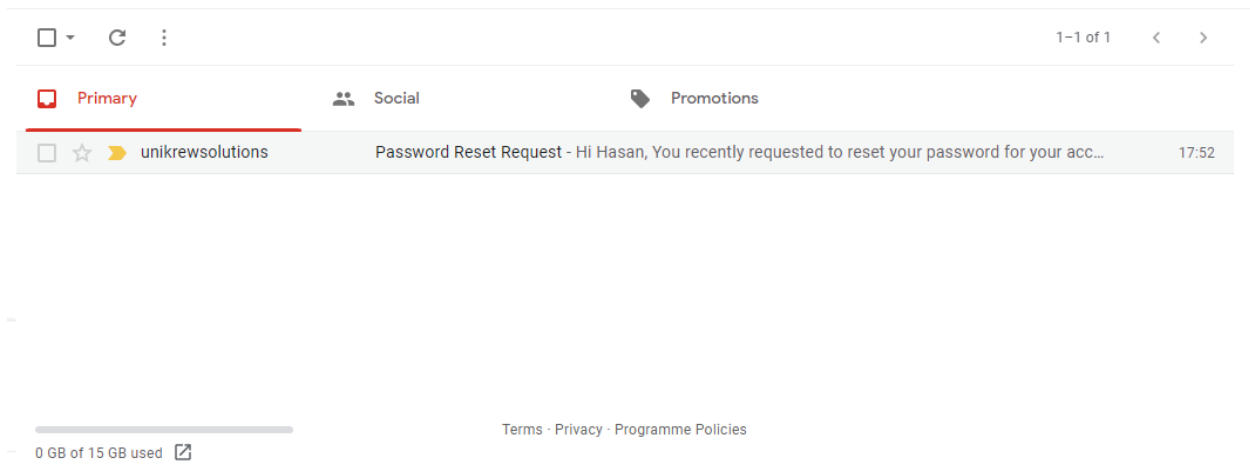 1–1 of 1
Primary Social Promotions
unikrewsolutions Password Reset Request - Hi Hasan, You recently requested to reset your password for your acc... 17:52
Terms · Privacy · Programme Policies
0 GB of 15 GB used